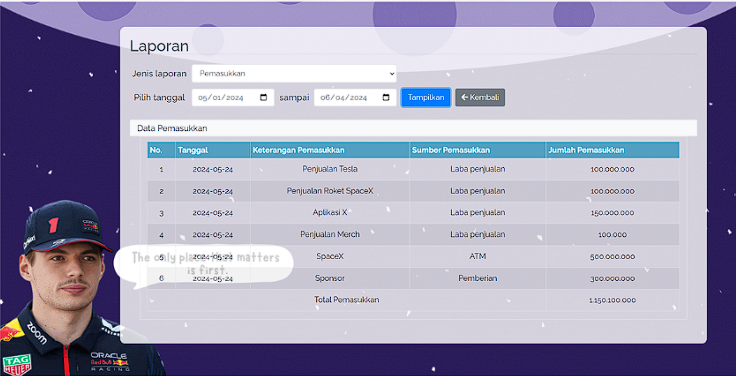 Laporan
Jenis laporan Pemasukkan
Pilih tanggal 05/01/2024 sampai 06/04/2024 Tampilkan ← Kembali
Data Pemasukkan
No. Tanggal Keterangan Pemasukkan Sumber Pemasukkan Jumlah Pemasukkan
1 2024-05-24 Penjualan Tesla Laba penjualan 100.000.000
2 2024-05-24 Penjualan Roket SpaceX Laba penjualan 100.000.000
3 2024-05-24 Aplikasi X Laba penjualan 150.000.000
4 2024-05-24 Penjualan Merch Laba penjualan 100.000
5 2024-05-24 SpaceX ATM 500.000.000
6 2024-05-24 Sponsor Pemberian 300.000.000
Total Pemasukkan 1.150.100.000
The only place that matters
is first.
1
ORACLE
Red Bull
RACING
zoom
TAG
HEUER